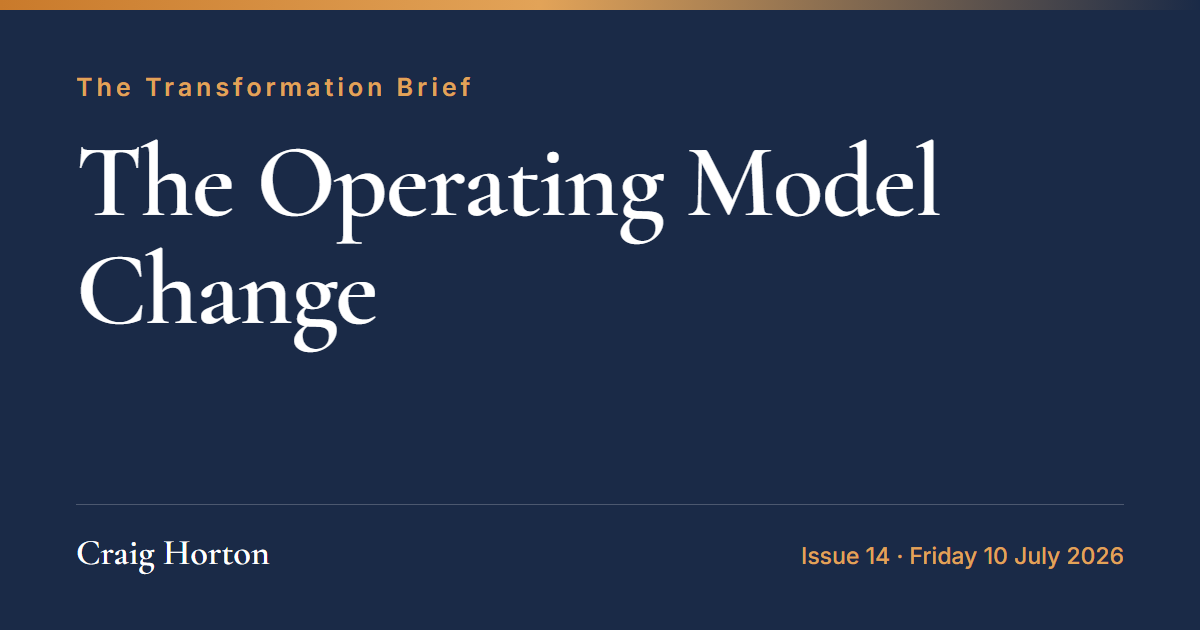 The Transformation Brief
The Operating Model
Change
Craig Horton
Issue 14 · Friday 10 July 2026